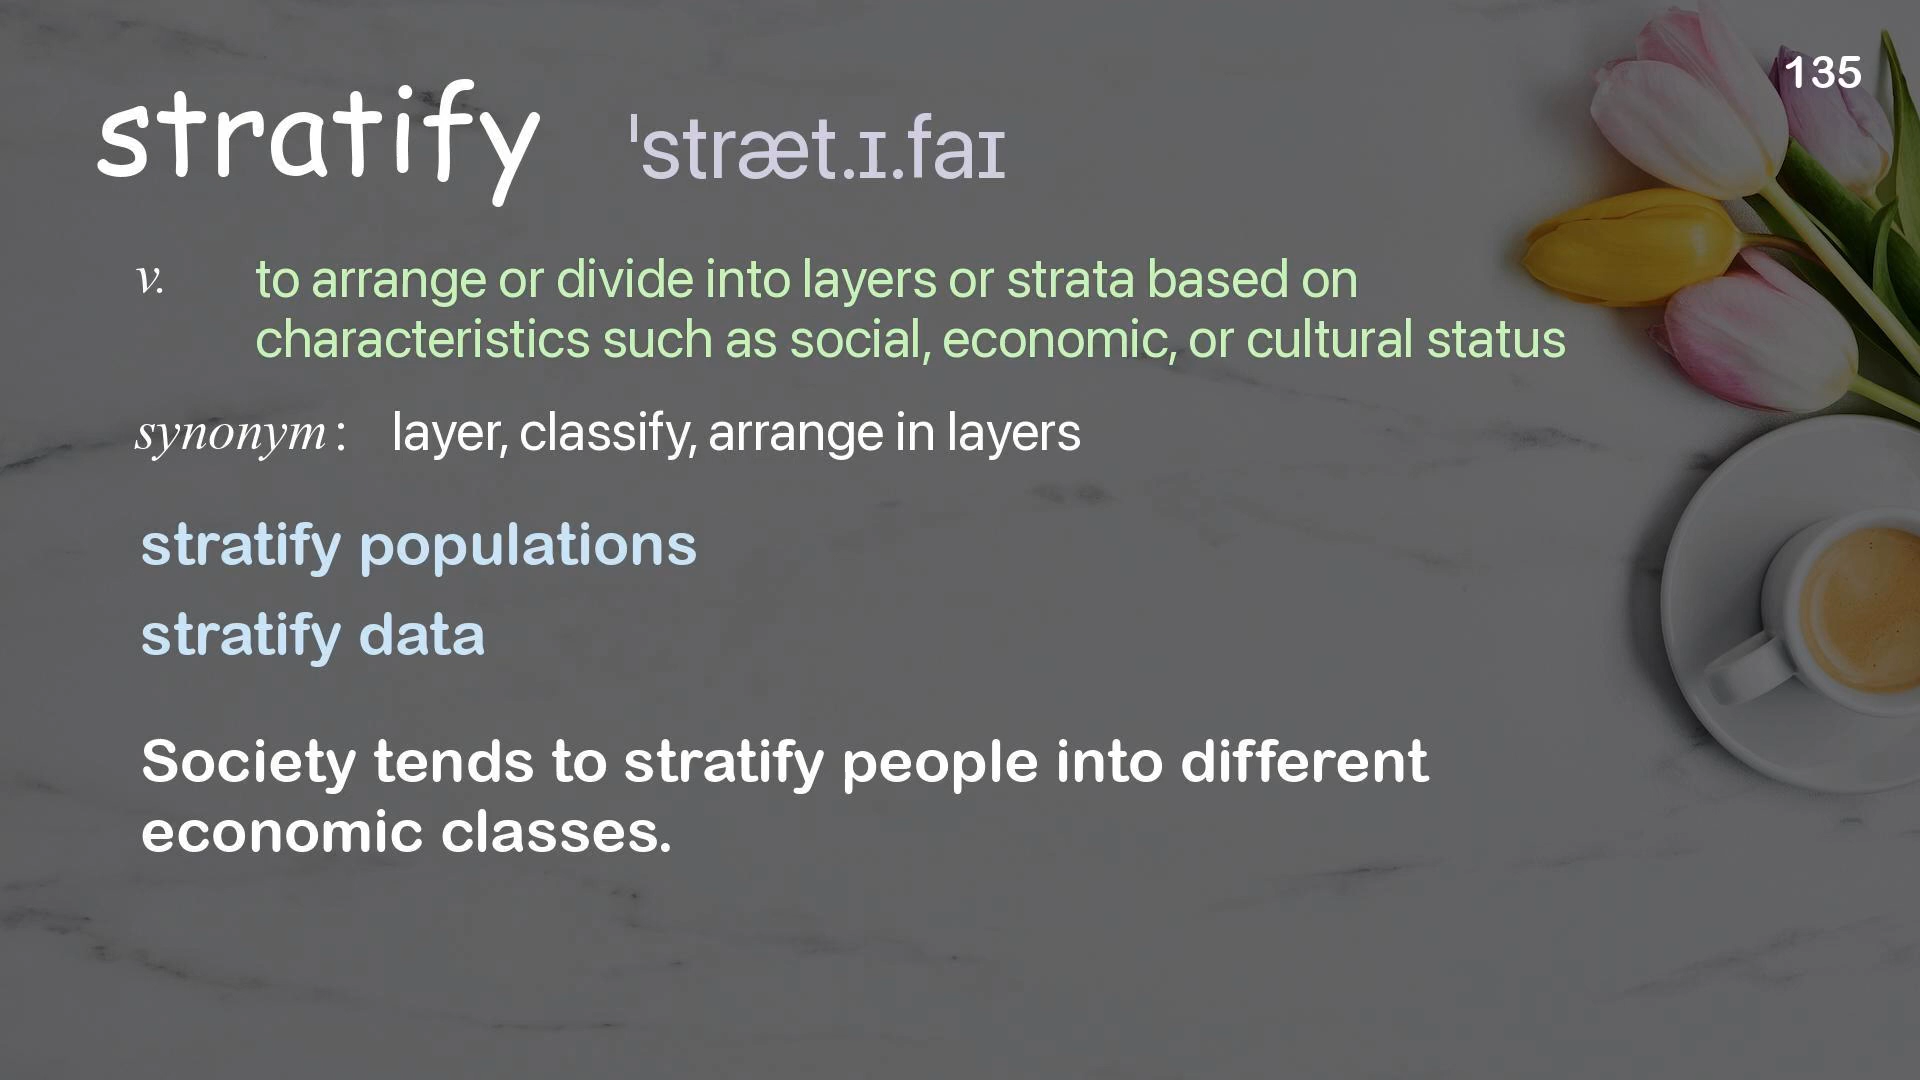 135
stratify ˈstræt.ɪ.faɪ
v. to arrange or divide into layers or strata based on
characteristics such as social, economic, or cultural status
synonym : layer, classify, arrange in layers
stratify populations
stratify data
Society tends to stratify people into different
economic classes.